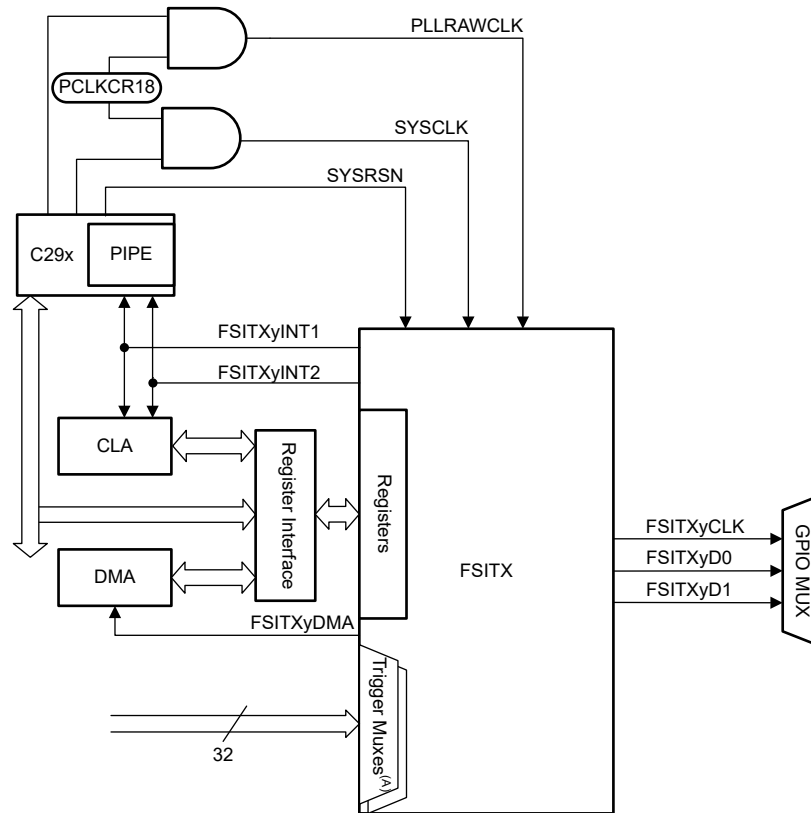 PLLRAWCLK
PCLKCR18
SYSCLK
SYSRSN
C29x
PIPE
FSITXyINT1
FSITXyINT2
CLA
Register Interface
Registers
FSITX
FSITXyCLK
FSITXyD0
FSITXyD1
GPIO MUX
DMA
FSITXyDMA
Trigger Muxes(A)
32